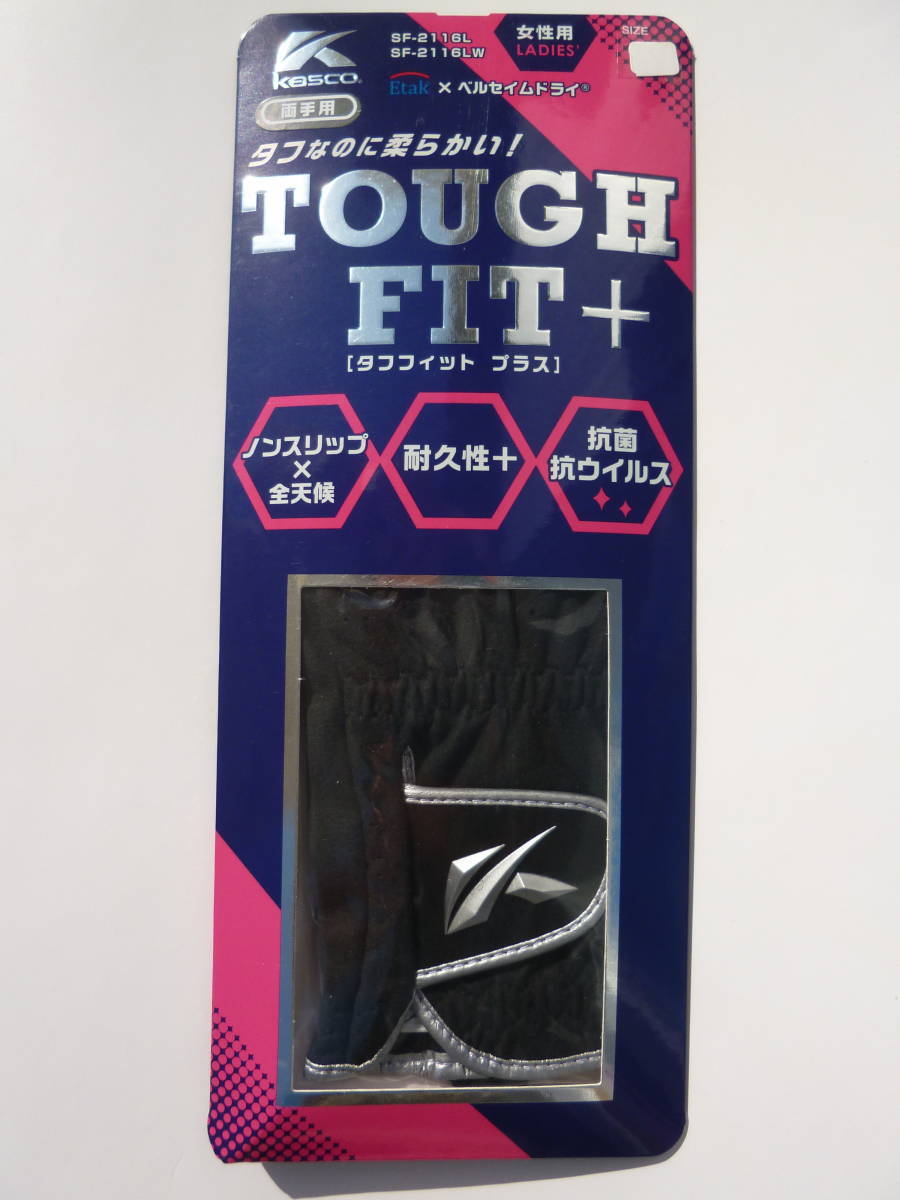 Kasco
SF-2116L
SF-2116LW
女性用
LADIES'
SIZE
Etak × ベルセイムドライ®
両手用
タフなのに柔らかい!
TOUGH
FIT+
[タフフィット プラス]
ノンスリップ
×
全天候
耐久性+
抗菌
抗ウイルス